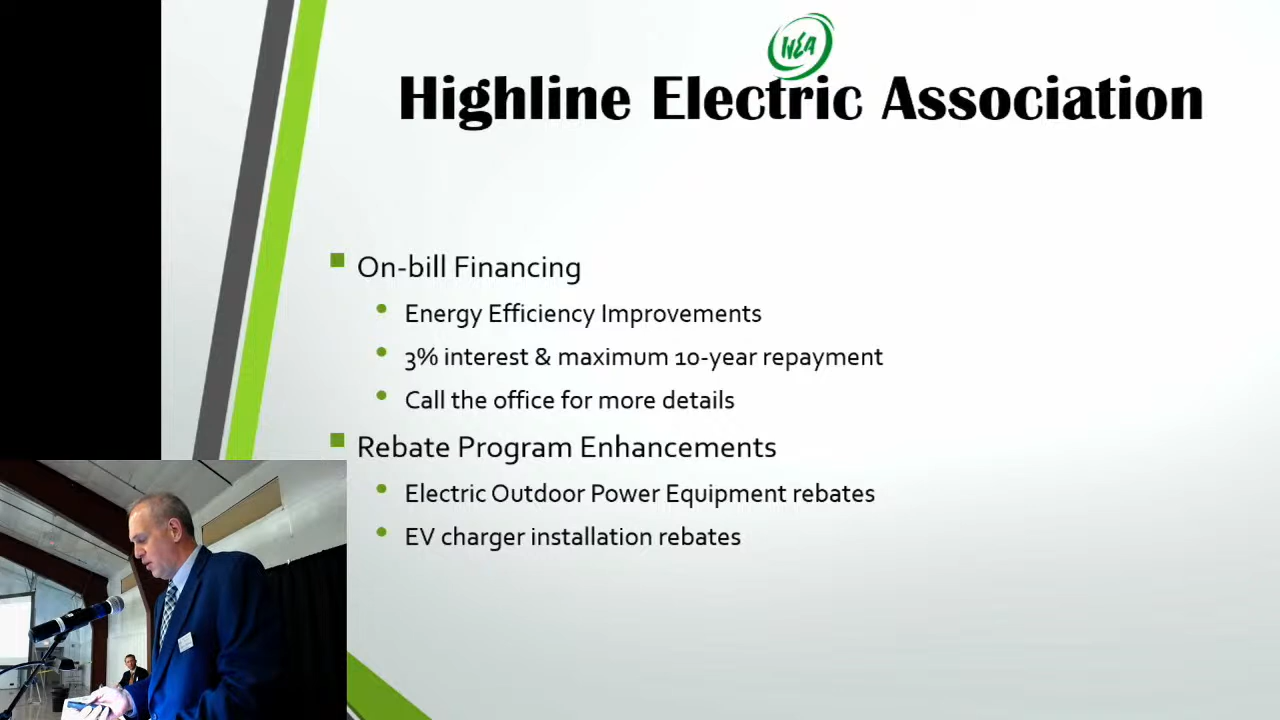 HEA
Highline Electric Association
On-bill Financing
Energy Efficiency Improvements
3% interest & maximum 10-year repayment
Call the office for more details
Rebate Program Enhancements
Electric Outdoor Power Equipment rebates
EV charger installation rebates